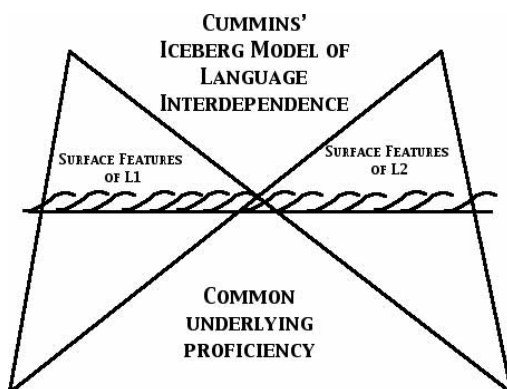 Cummins'
Iceberg Model of
Language
Interdependence
Surface Features
of L1
Surface Features
of L2
Common
underlying
proficiency